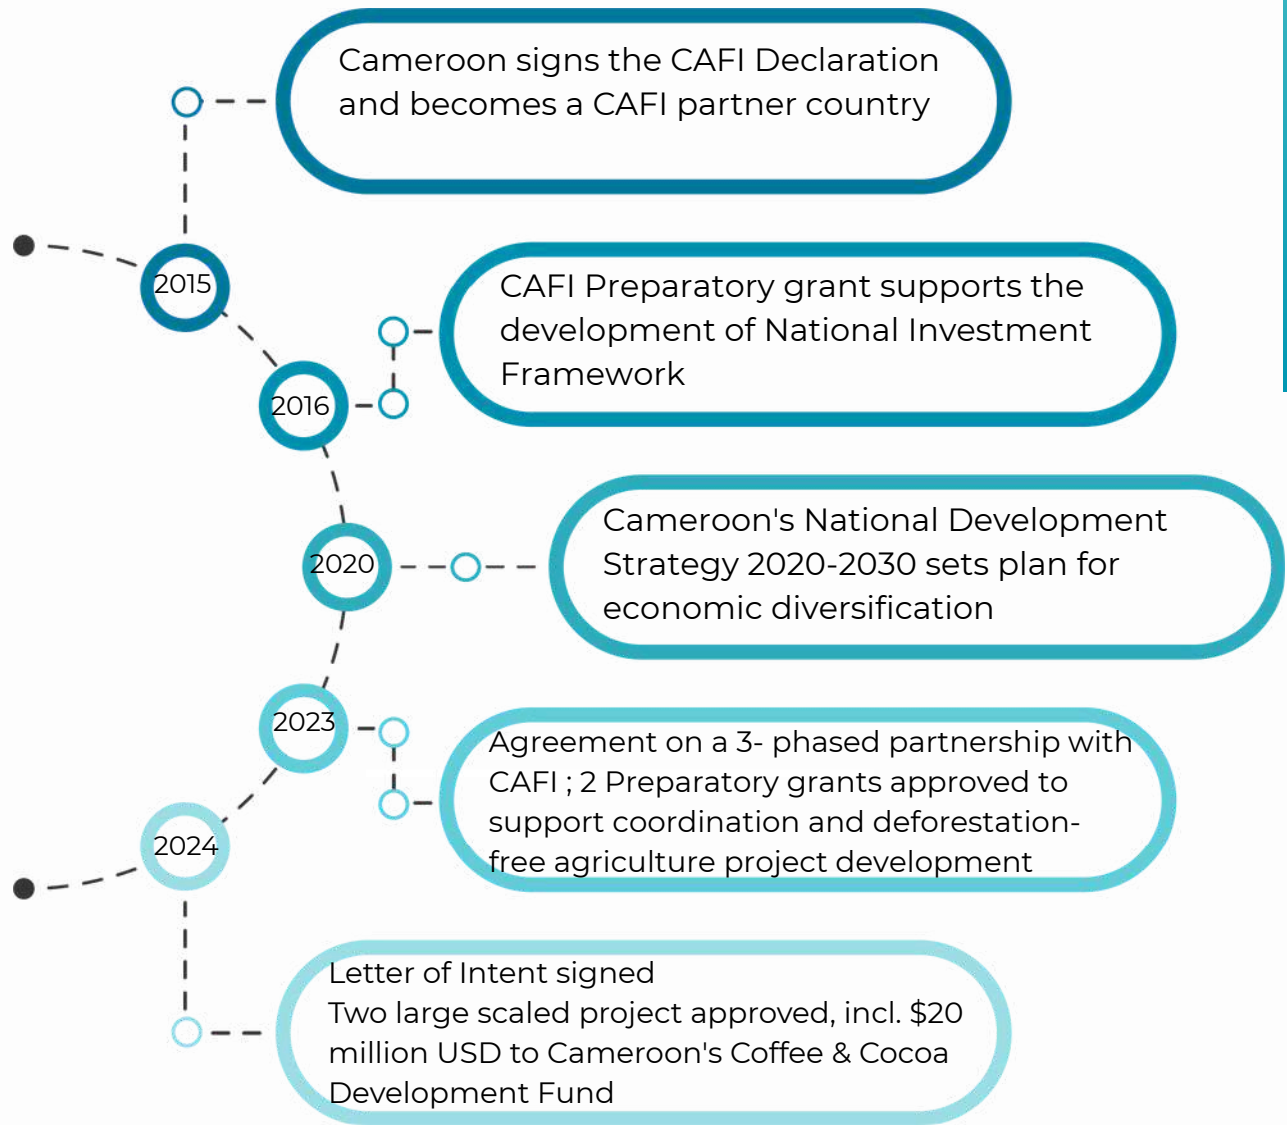 Cameroon signs the CAFI Declaration
and becomes a CAFI partner country
2015
CAFI Preparatory grant supports the
development of National Investment
Framework
2016
Cameroon's National Development
Strategy 2020-2030 sets plan for
economic diversification
2020
2023
Agreement on a 3- phased partnership with
CAFI ; 2 Preparatory grants approved to
support coordination and deforestation-
free agriculture project development
2024
Letter of Intent signed
Two large scaled project approved, incl. $20
million USD to Cameroon's Coffee & Cocoa
Development Fund